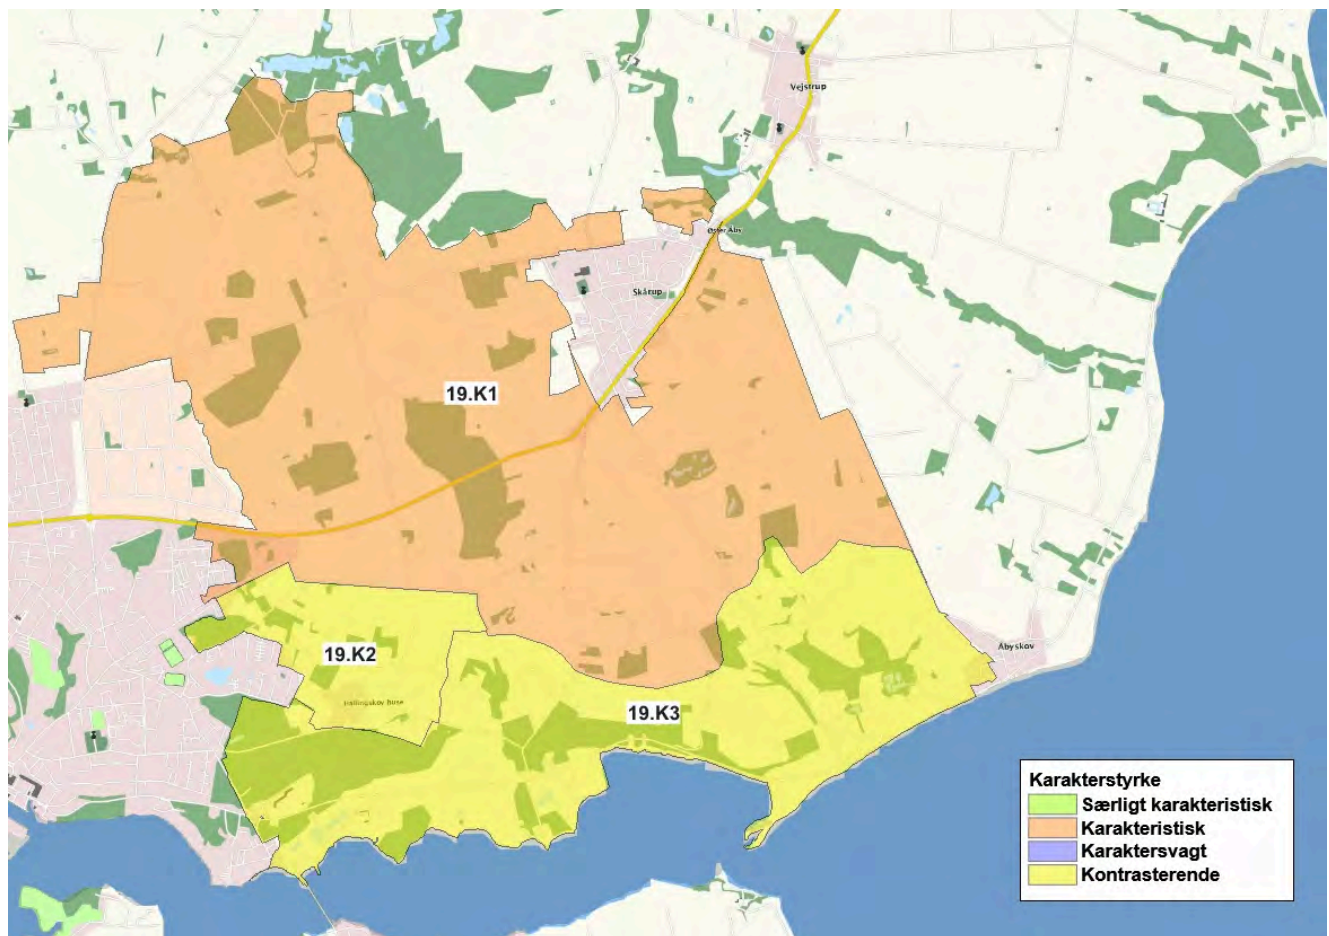 Vejstrup
Øster Åby
Skårup
19.K1
19.K2
Åbyskov
19.K3
Karakterstyrke
Særligt karakteristisk
Karakteristisk
Karaktersvagt
Kontrasterende